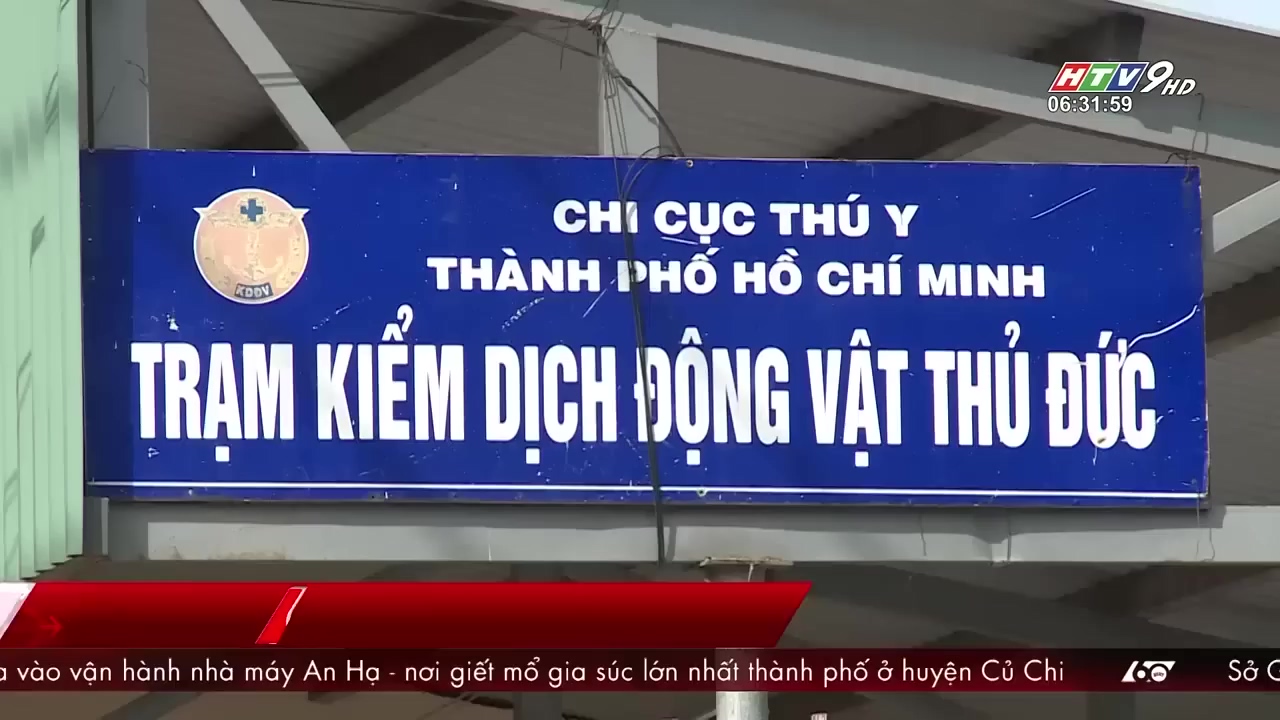 HTV9 HD
06:31:59
CHI CỤC THÚ Y
THÀNH PHỐ HỒ CHÍ MINH
KDĐV
TRẠM KIỂM DỊCH ĐỘNG VẬT THỦ ĐỨC
vào vận hành nhà máy An Hạ - nơi giết mổ gia súc lớn nhất thành phố ở huyện Củ Chi
Sở